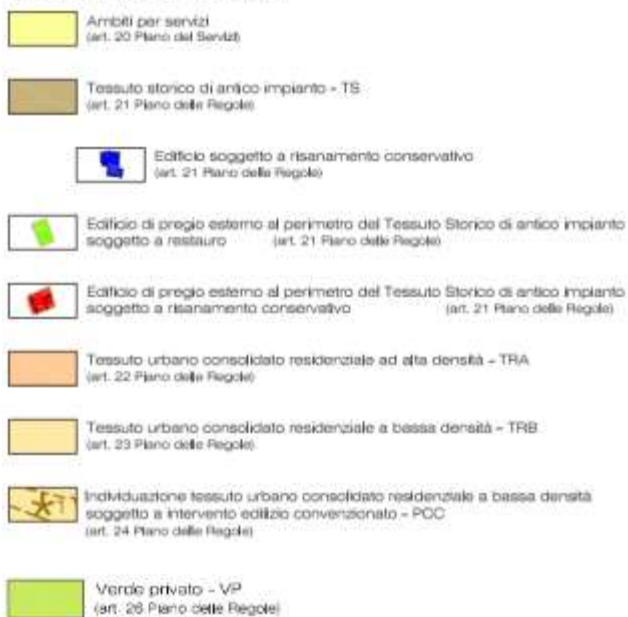 Ambiti per servizi
(art. 20 Piano dei Servizi)
Tessuto storico di antico impianto - TS
(art. 21 Piano delle Regole)
Edificio soggetto a risanamento conservativo
(art. 21 Piano delle Regole)
Edificio di pregio esterno al perimetro del Tessuto Storico di antico impianto
soggetto a restauro (art. 21 Piano delle Regole)
Edificio di pregio esterno al perimetro del Tessuto Storico di antico impianto
soggetto a risanamento conservativo (art. 21 Piano delle Regole)
Tessuto urbano consolidato residenziale ad alta densità - TRA
(art. 22 Piano delle Regole)
Tessuto urbano consolidato residenziale a bassa densità - TRB
(art. 23 Piano delle Regole)
Individuazione tessuto urbano consolidato residenziale a bassa densità
soggetto a intervento edilizio convenzionato - PCC
(art. 24 Piano delle Regole)
Verde privato - VP
(art. 26 Piano delle Regole)